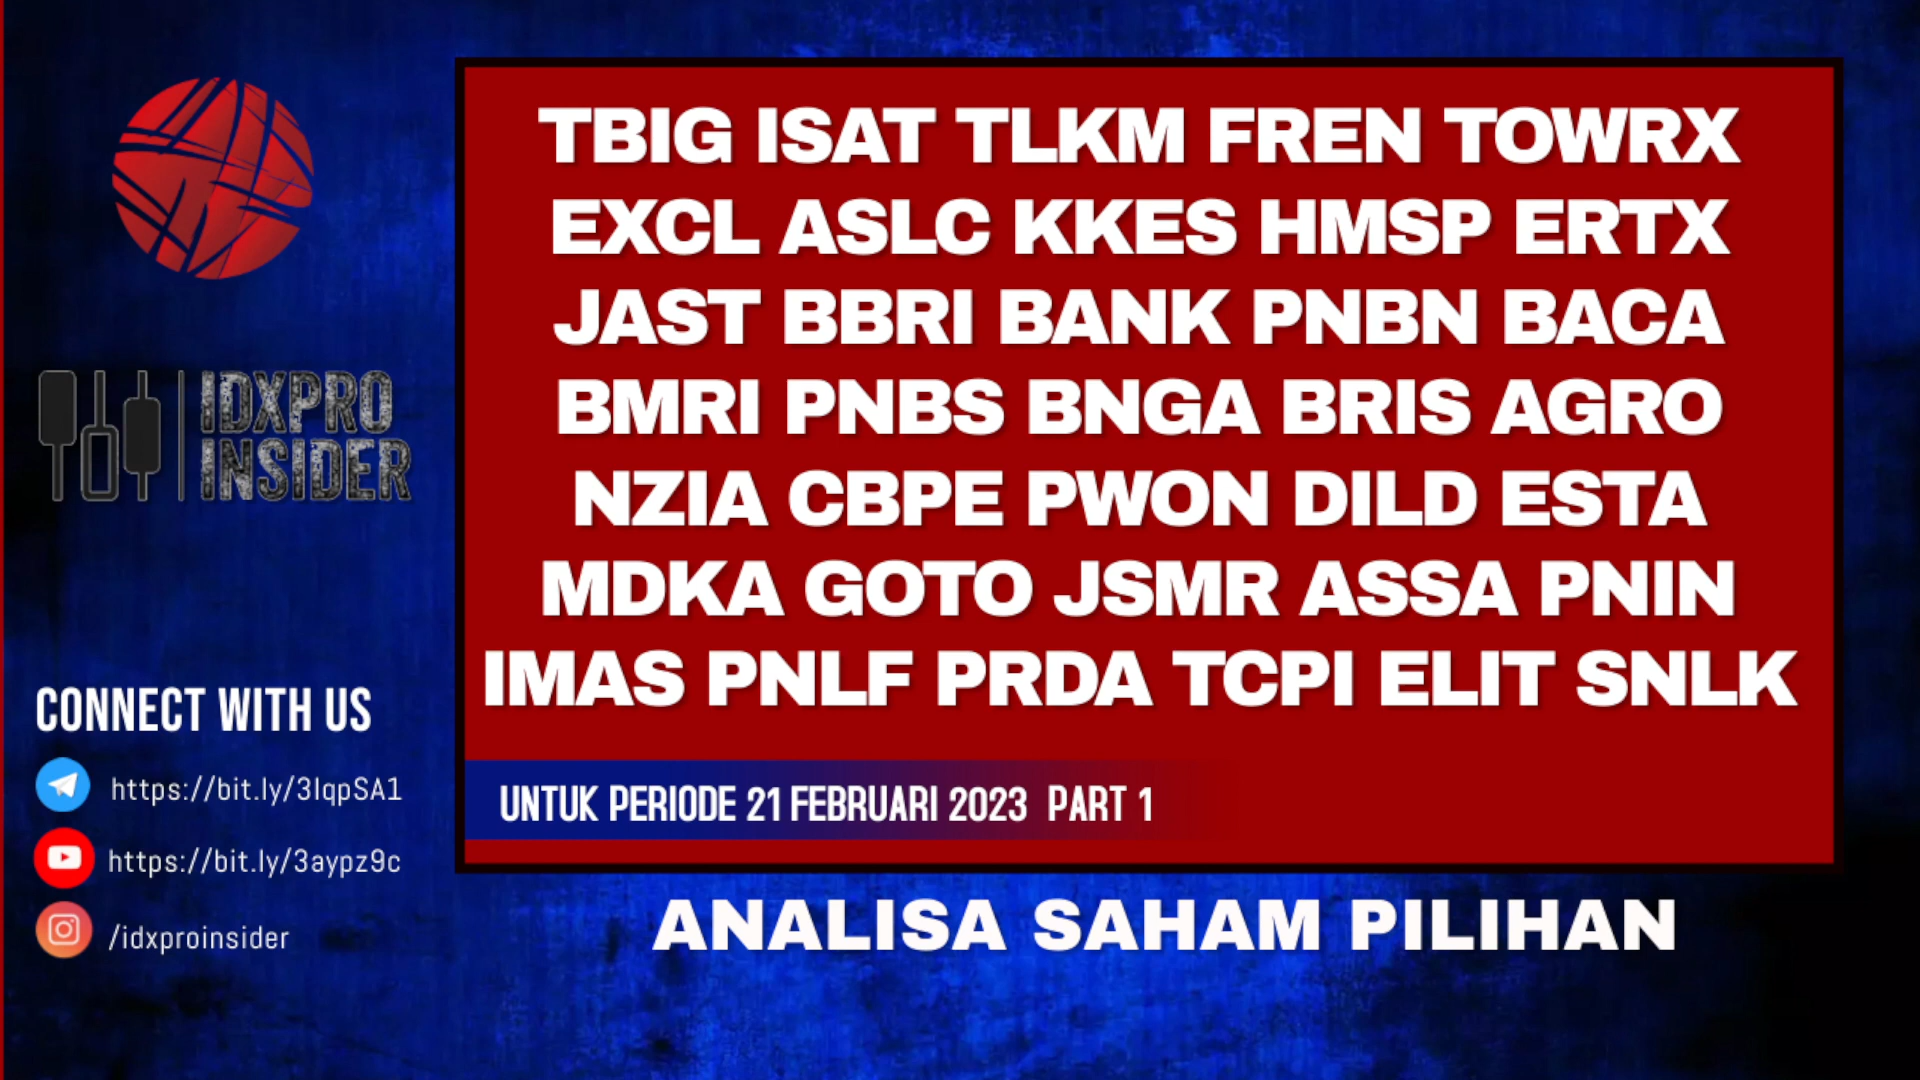 TBIG ISAT TLKM FREN TOWRX
EXCL ASLC KKES HMSP ERTX
JAST BBRI BANK PNBN BACA
BMRI PNBS BNGA BRIS AGRO
NZIA CBPE PWON DILD ESTA
MDKA GOTO JSMR ASSA PNIN
IMAS PNLF PRDA TCPI ELIT SNLK
UNTUK PERIODE 21 FEBRUARI 2023 PART 1
ANALISA SAHAM PILIHAN
IDXPRO
INSIDER
CONNECT WITH US
https://bit.ly/3IqpSA1
https://bit.ly/3aypz9c
/idxproinsider